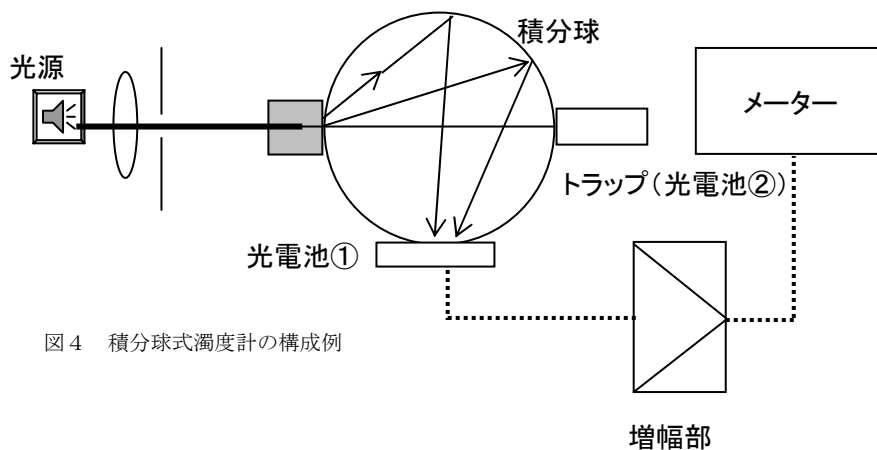 積分球
光源
メーター
トラップ(光電池②)
光電池①
図4 積分球式濁度計の構成例
増幅部